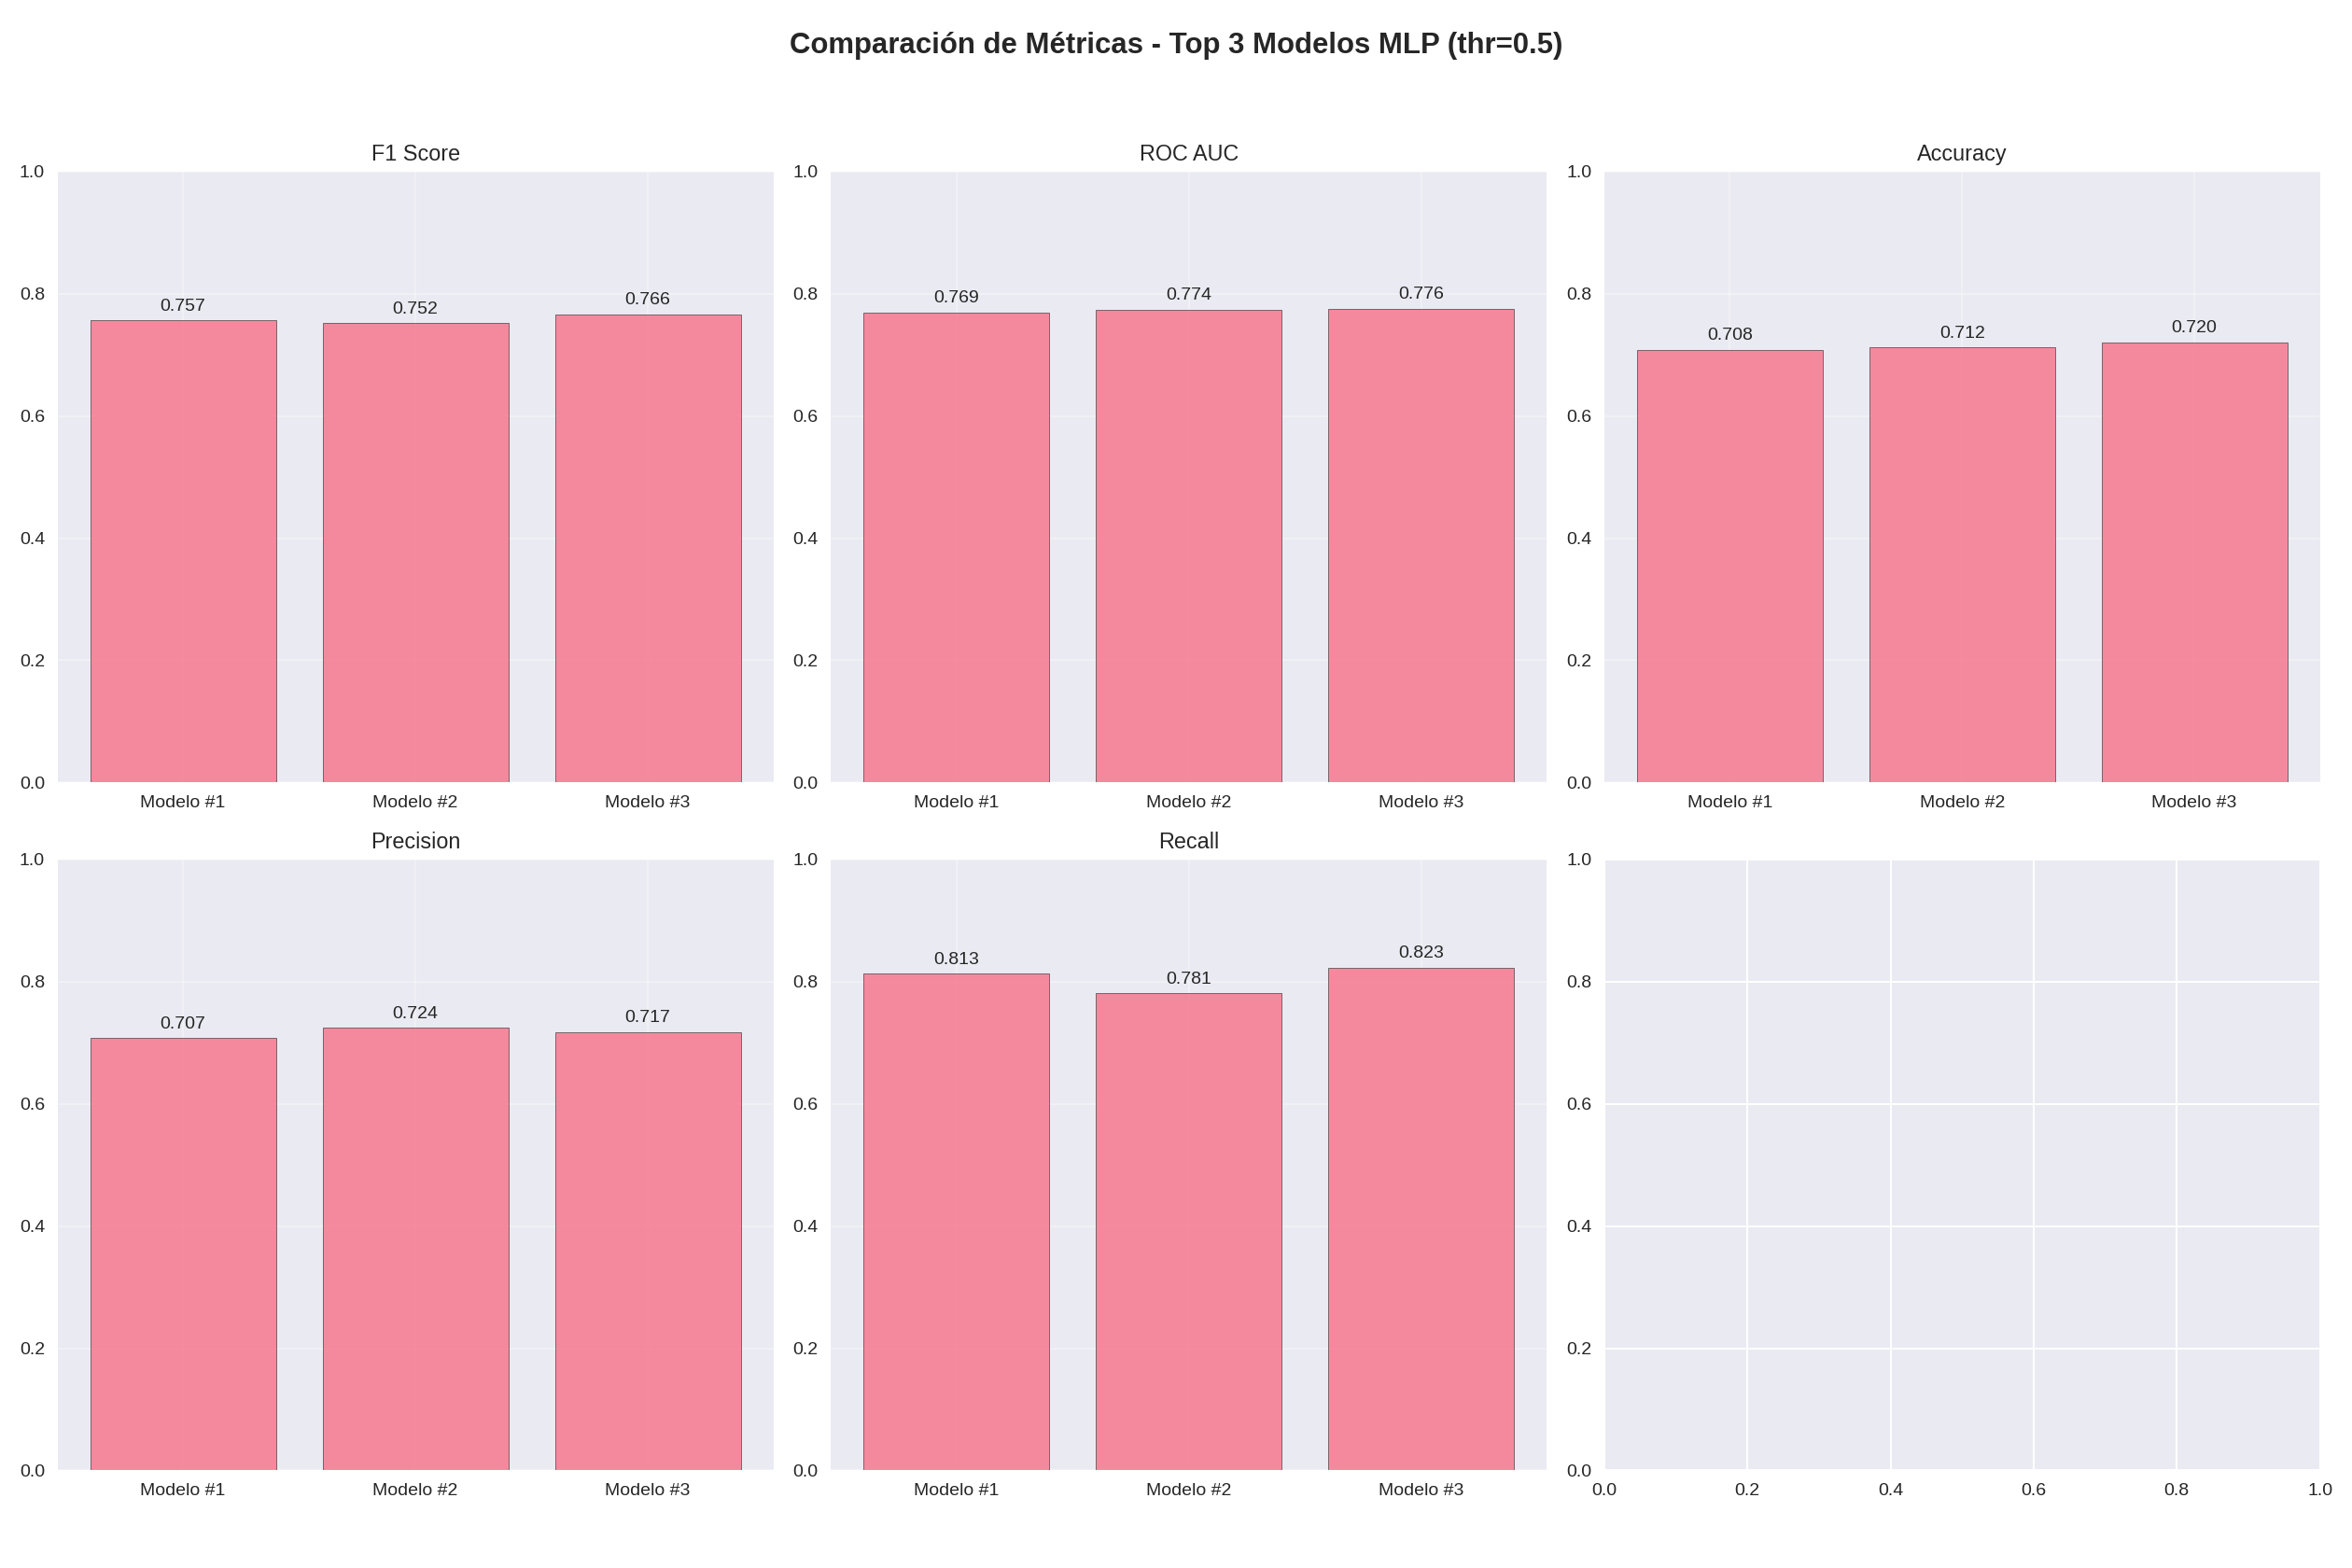 Comparación de Métricas - Top 3 Modelos MLP (thr=0.5)
F1 Score
1.0
0.8
0.6
0.4
0.2
0.0
0.757
0.752
0.766
Modelo #1
Modelo #2
Modelo #3
ROC AUC
1.0
0.8
0.6
0.4
0.2
0.0
0.769
0.774
0.776
Modelo #1
Modelo #2
Modelo #3
Accuracy
1.0
0.8
0.6
0.4
0.2
0.0
0.708
0.712
0.720
Modelo #1
Modelo #2
Modelo #3
Precision
1.0
0.8
0.6
0.4
0.2
0.0
0.707
0.724
0.717
Modelo #1
Modelo #2
Modelo #3
Recall
1.0
0.8
0.6
0.4
0.2
0.0
0.813
0.781
0.823
Modelo #1
Modelo #2
Modelo #3
1.0
0.8
0.6
0.4
0.2
0.0
0.0
0.2
0.4
0.6
0.8
1.0